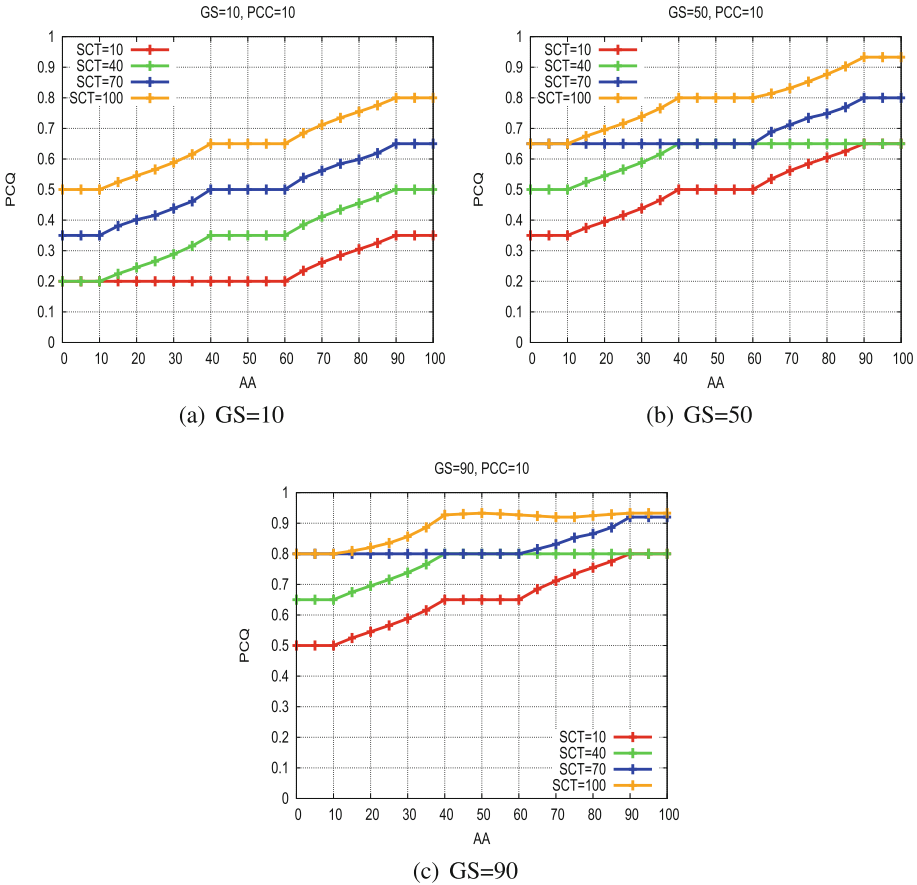 GS=10, PCC=10
1
0.9
0.8
0.7
0.6
0.5
0.4
0.3
0.2
0.1
0
PCQ
SCT=10
SCT=40
SCT=70
SCT=100
0 10 20 30 40 50 60 70 80 90 100
AA
(a) GS=10
GS=50, PCC=10
1
0.9
0.8
0.7
0.6
0.5
0.4
0.3
0.2
0.1
0
PCQ
SCT=10
SCT=40
SCT=70
SCT=100
0 10 20 30 40 50 60 70 80 90 100
AA
(b) GS=50
GS=90, PCC=10
1
0.9
0.8
0.7
0.6
0.5
0.4
0.3
0.2
0.1
0
PCQ
SCT=10
SCT=40
SCT=70
SCT=100
0 10 20 30 40 50 60 70 80 90 100
AA
(c) GS=90